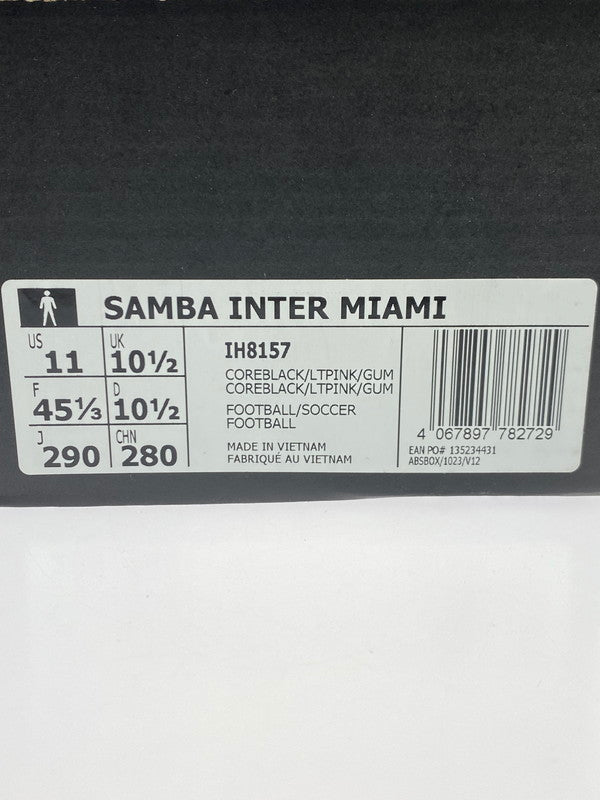 SAMBA INTER MIAMI
US 11 UK 10½
F 45⅓ D 10½
J 290 CHN 280
IH8157
COREBLACK/LTPINK/GUM
COREBLACK/LTPINK/GUM
FOOTBALL/SOCCER
FOOTBALL
MADE IN VIETNAM
FABRIQUÉ AU VIETNAM
4 067897 782729
EAN PO# 135234431
ABSBOX/1023/V12